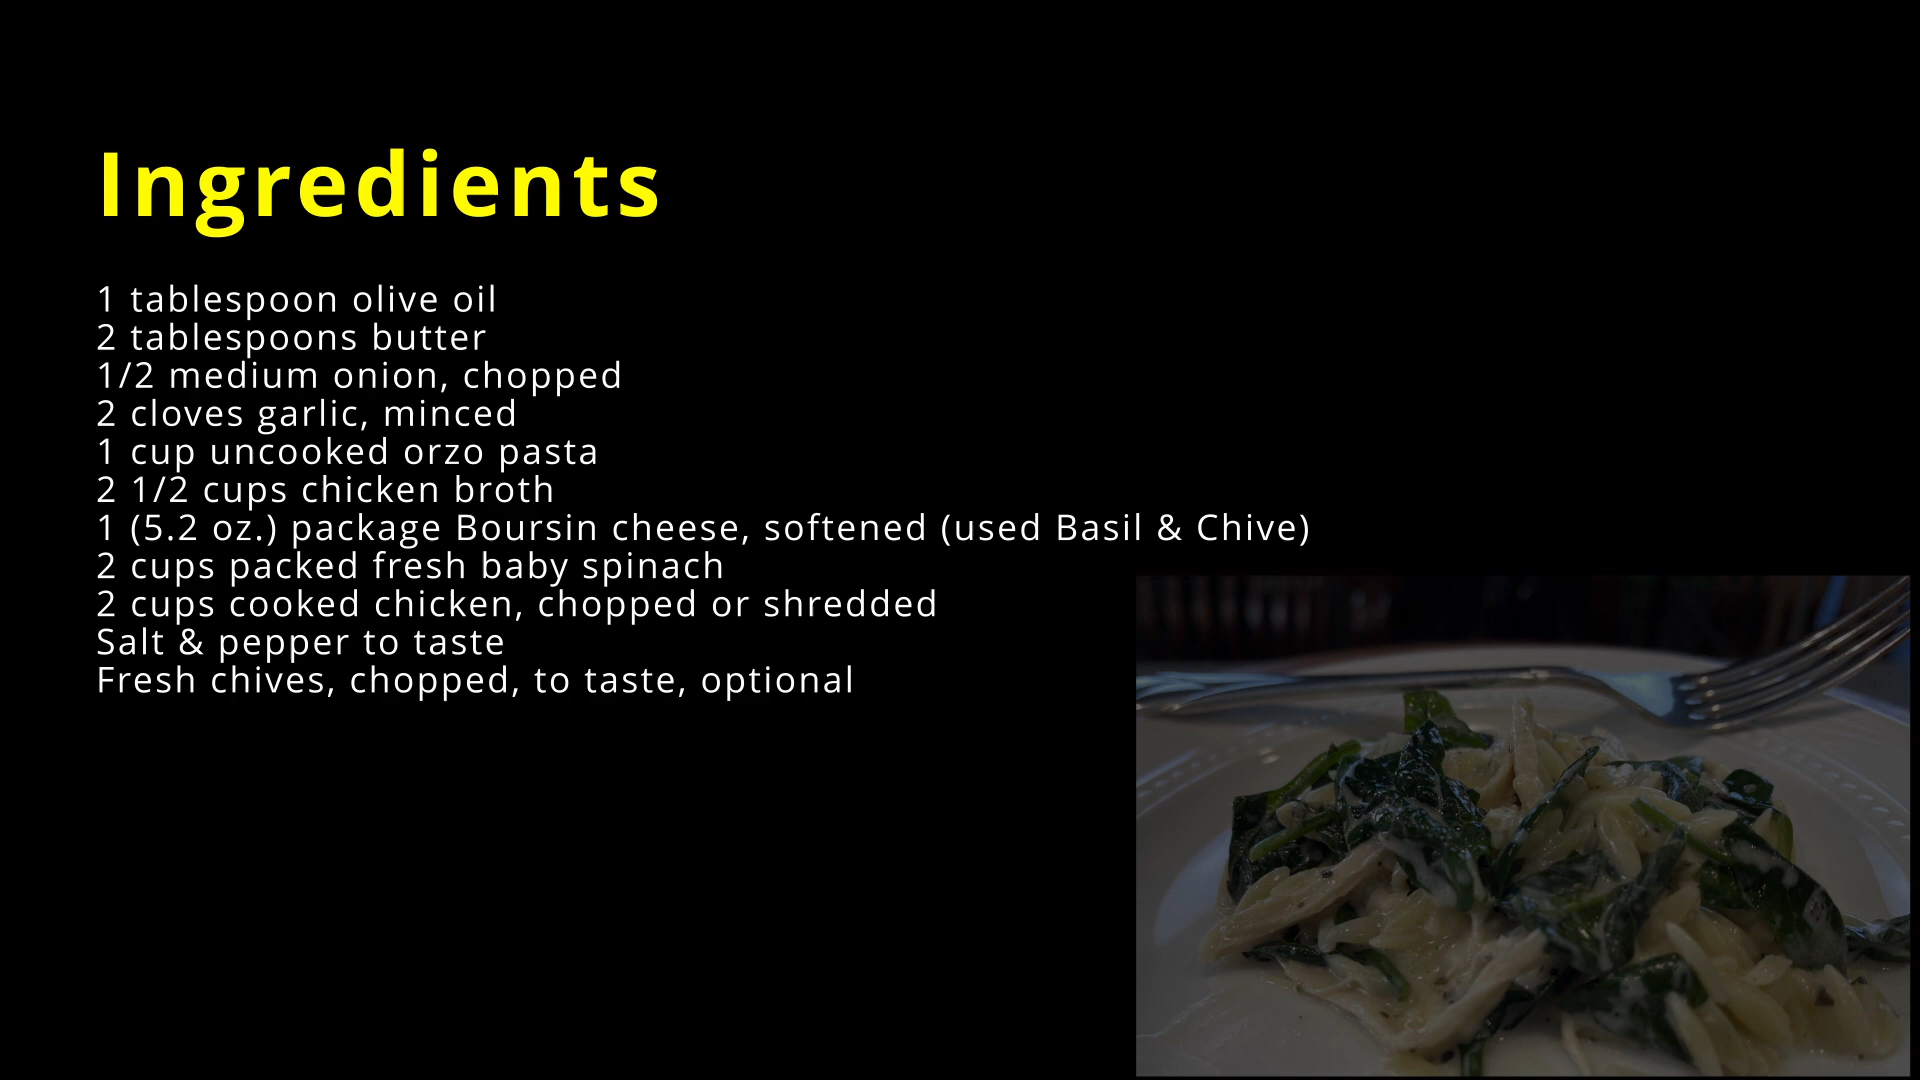 Ingredients
1 tablespoon olive oil
2 tablespoons butter
1/2 medium onion, chopped
2 cloves garlic, minced
1 cup uncooked orzo pasta
2 1/2 cups chicken broth
1 (5.2 oz.) package Boursin cheese, softened (used Basil & Chive)
2 cups packed fresh baby spinach
2 cups cooked chicken, chopped or shredded
Salt & pepper to taste
Fresh chives, chopped, to taste, optional